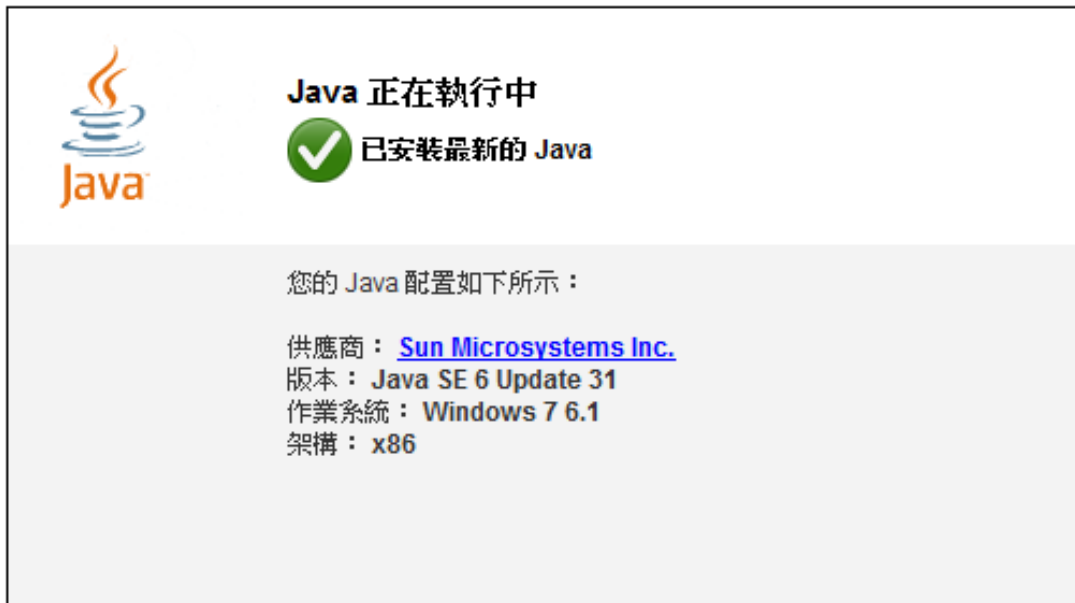 Java 正在執行中
已安裝最新的 Java
Java
您的 Java 配置如下所示：
供應商： Sun Microsystems Inc.
版本： Java SE 6 Update 31
作業系統： Windows 7 6.1
架構： x86